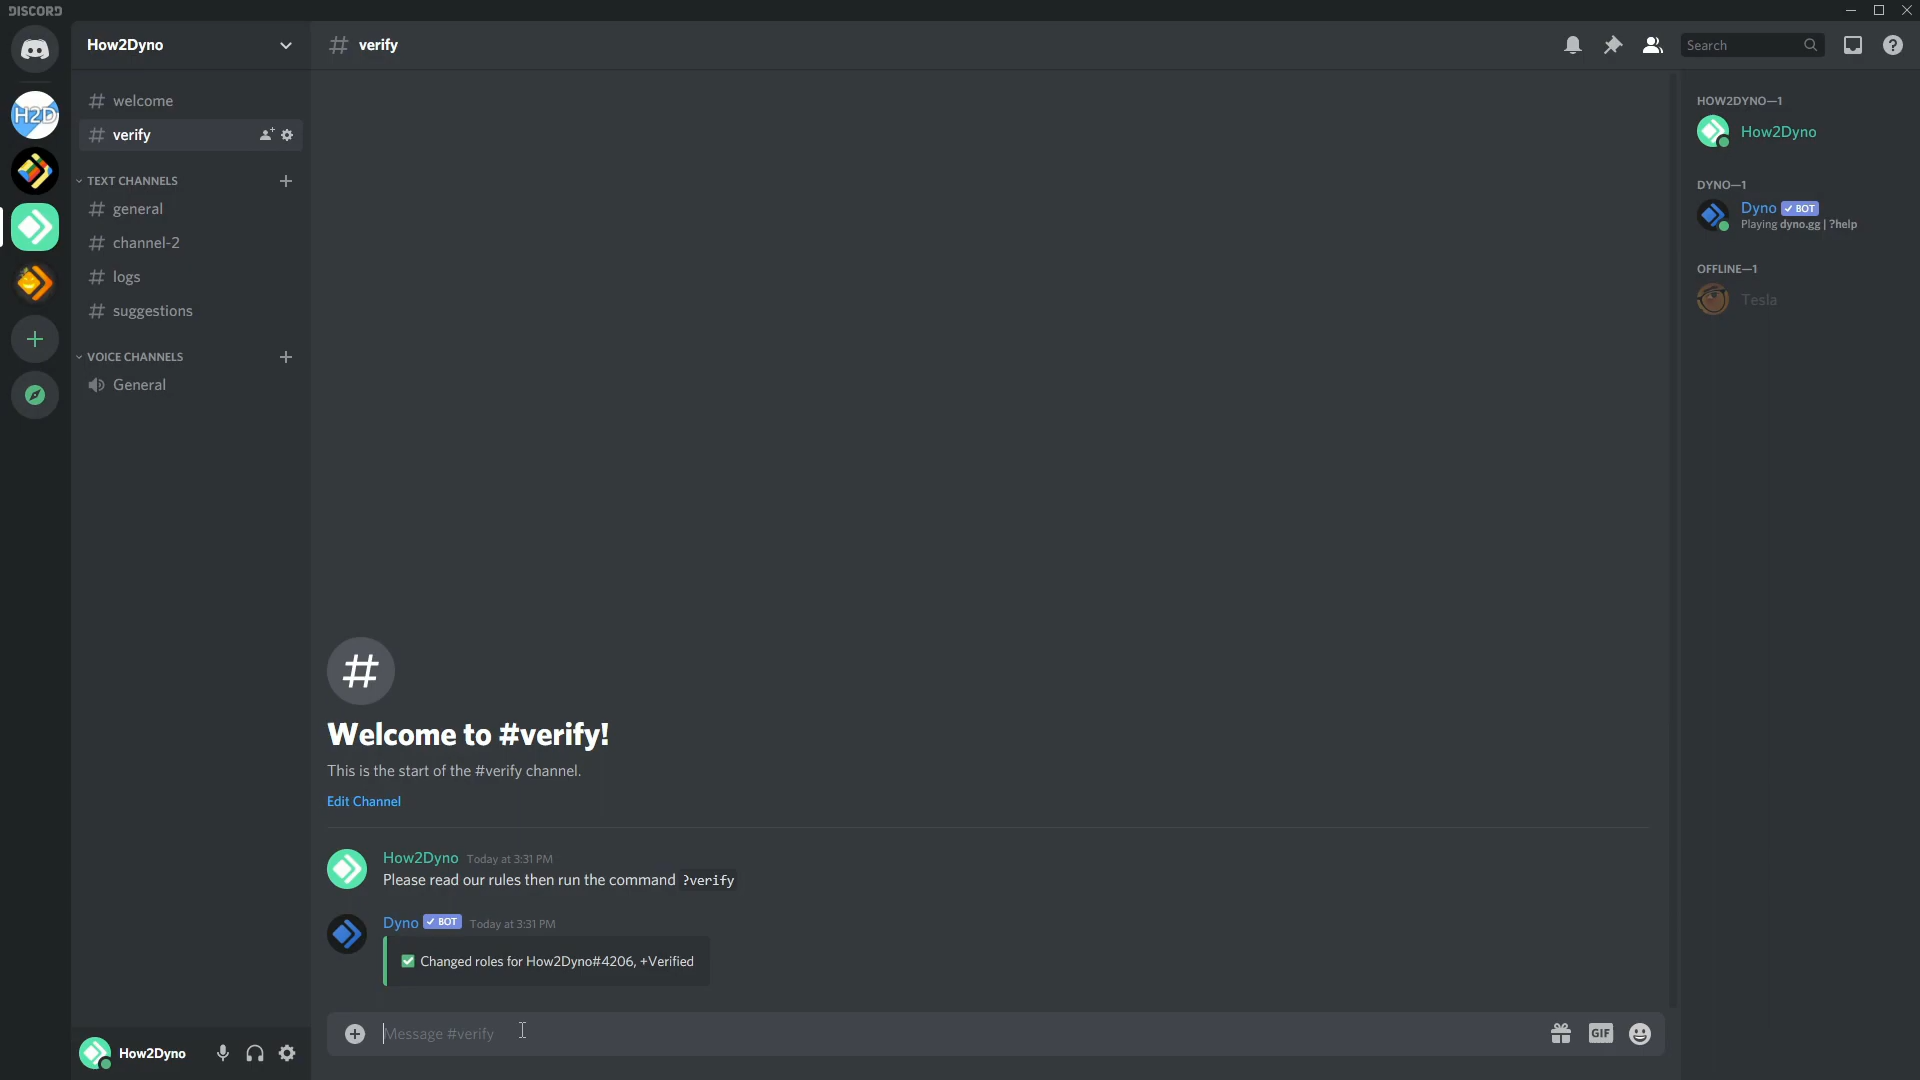 DISCORD
How2Dyno
# verify
Search
H2D
# welcome
# verify
TEXT CHANNELS
# general
# channel-2
# logs
# suggestions
VOICE CHANNELS
General
#
Welcome to #verify!
This is the start of the #verify channel.
Edit Channel
How2Dyno Today at 3:31 PM
Please read our rules then run the command ?verify
Dyno ✓ BOT Today at 3:31 PM
✅ Changed roles for How2Dyno#4206, +Verified
Message #verify
GIF
How2Dyno
HOW2DYNO—1
How2Dyno
DYNO—1
Dyno ✓ BOT
Playing dyno.gg | ?help
OFFLINE—1
Tesla